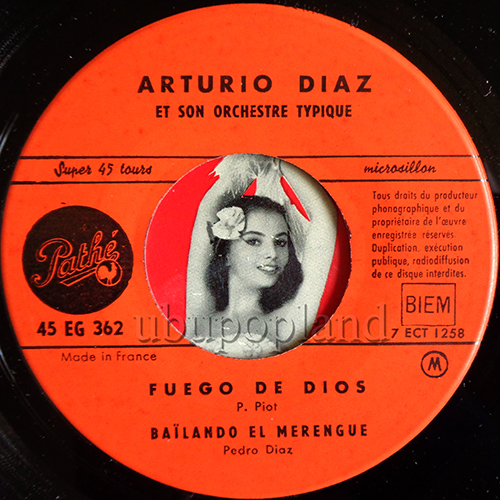 ARTURIO DIAZ
ET SON ORCHESTRE TYPIQUE
Super 45 tours
microsillon
Pathé
Tous droits du producteur
phonographique et du
propriétaire de l'œuvre
enregistrée réservés.
Duplication, exécution
publique, radiodiffusion
de ce disque interdites.
BIEM
45 EG 362
7 ECT 1258
ubupopland
Made in France
M
FUEGO DE DIOS
P. Piot
BAÏLANDO EL MERENGUE
Pedro Diaz